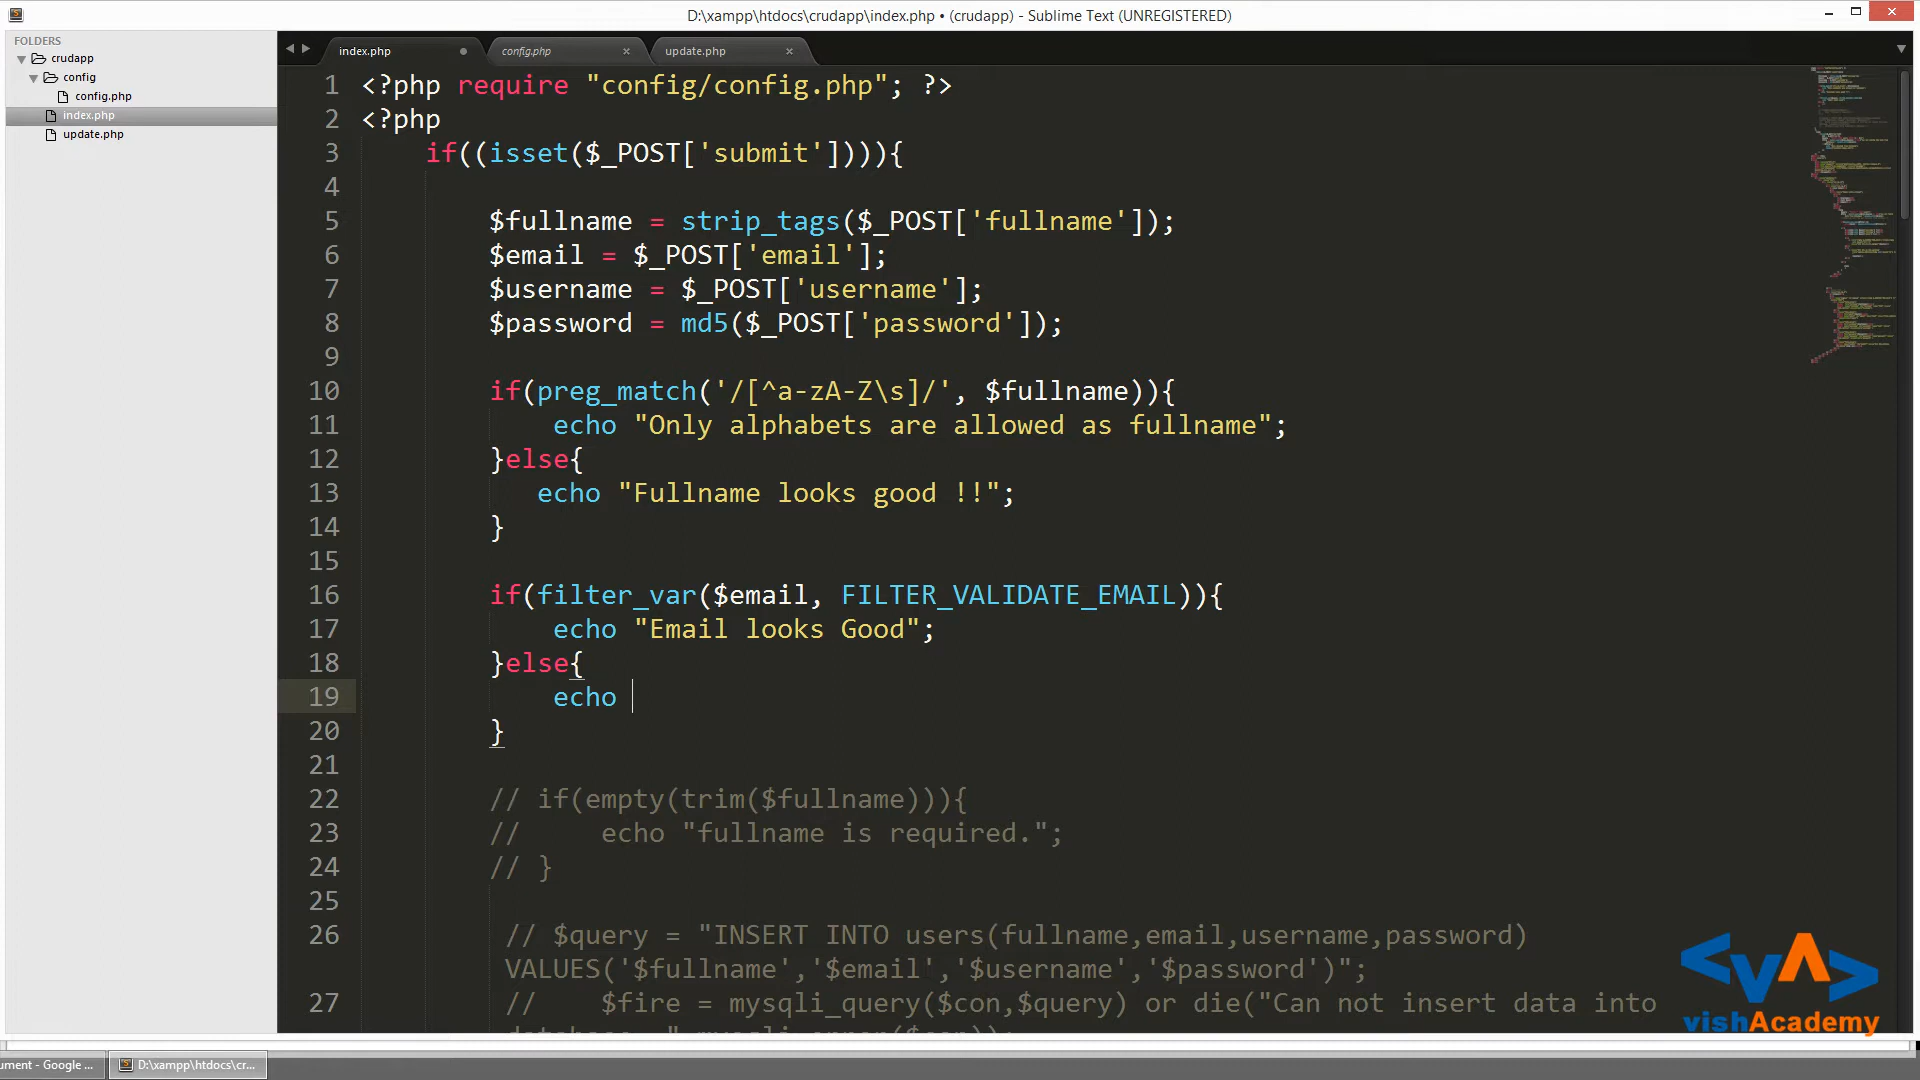 D:\xampp\htdocs\crudapp\index.php • (crudapp) - Sublime Text (UNREGISTERED)
FOLDERS
crudapp
config
config.php
index.php
update.php
index.php
config.php
update.php
1 <?php require "config/config.php"; ?>
2 <?php
3 if((isset($_POST['submit']))){
4
5 $fullname = strip_tags($_POST['fullname']);
6 $email = $_POST['email'];
7 $username = $_POST['username'];
8 $password = md5($_POST['password']);
9
10 if(preg_match('/[^a-zA-Z\s]/', $fullname)){
11 echo "Only alphabets are allowed as fullname";
12 }else{
13 echo "Fullname looks good !!";
14 }
15
16 if(filter_var($email, FILTER_VALIDATE_EMAIL)){
17 echo "Email looks Good";
18 }else{
19 echo
20 }
21
22 // if(empty(trim($fullname))){
23 // echo "fullname is required.";
24 // }
25
26 // $query = "INSERT INTO users(fullname,email,username,password)
VALUES('$fullname','$email','$username','$password')";
27 // $fire = mysqli_query($con,$query) or die("Can not insert data into
<vA>
vishAcademy
ument - Google ...
D:\xampp\htdocs\cr...